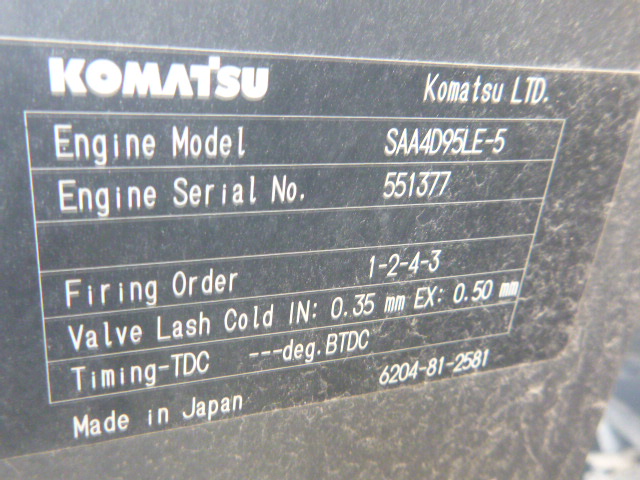 KOMATSU Komatsu LTD.
Engine Model SAA4D95LE-5
Engine Serial No. 551377
Firing Order 1-2-4-3
Valve Lash Cold IN: 0.35 mm EX: 0.50 mm
Timing-TDC ---deg.BTDC
6204-81-2581
Made in Japan